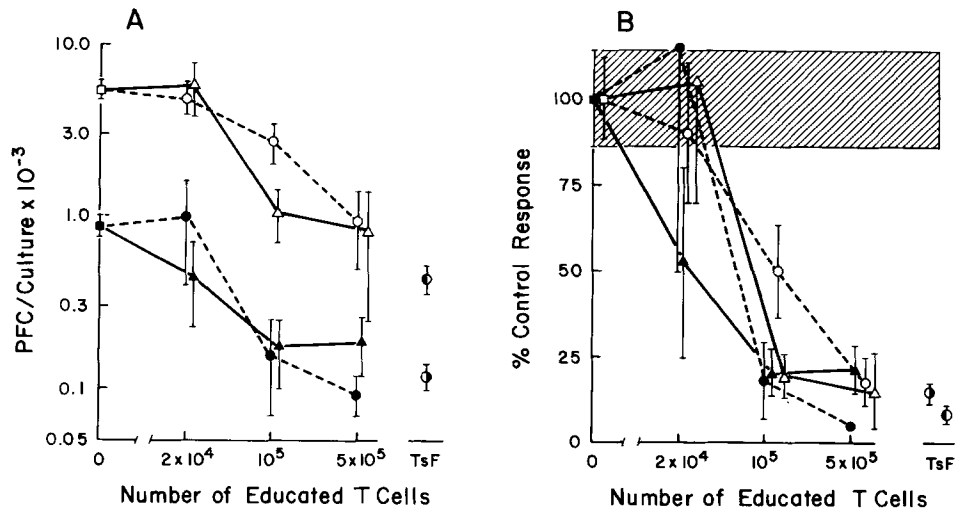 A
PFC/Culture x 10⁻³
10.0
3.0
1.0
0.3
0.1
0.05
0
2x10⁴
10⁵
5x10⁵
TsF
Number of Educated T Cells
B
% Control Response
100
75
50
25
0
0
2x10⁴
10⁵
5x10⁵
TsF
Number of Educated T Cells